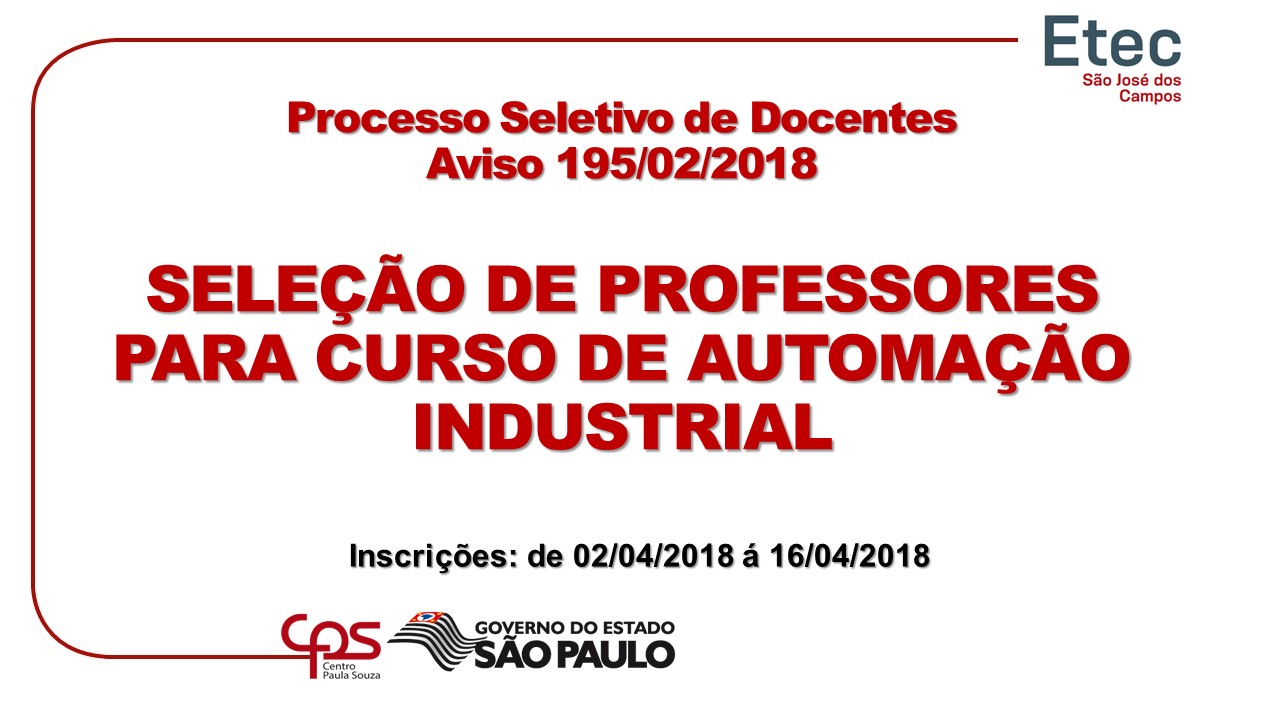 Etec
São José dos
Campos
Processo Seletivo de Docentes
Aviso 195/02/2018
SELEÇÃO DE PROFESSORES
PARA CURSO DE AUTOMAÇÃO
INDUSTRIAL
Inscrições: de 02/04/2018 á 16/04/2018
cps
Centro
Paula Souza
GOVERNO DO ESTADO
SÃO PAULO